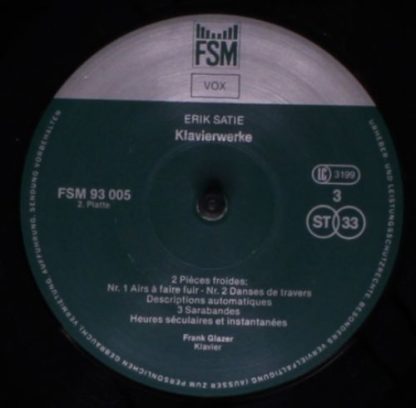 FSM
VOX
ERIK SATIE
Klavierwerke
FSM 93 005
2. Platte
LC 3199
3
ST 33
2 Pièces froides:
Nr. 1 Airs à faire fuir - Nr. 2 Danses de travers
Descriptions automatiques
3 Sarabandes
Heures séculaires et instantanées
Frank Glazer
Klavier
URHEBER UND LEISTUNGSSCHUTZRECHTE BESONDERS VERVIELFÄLTIGUNG (AUSSER ZUM PERSÖNLICHEN GEBRAUCH) VERMIETUNG AUFFÜHRUNG, SENDUNG VORBEHALTEN